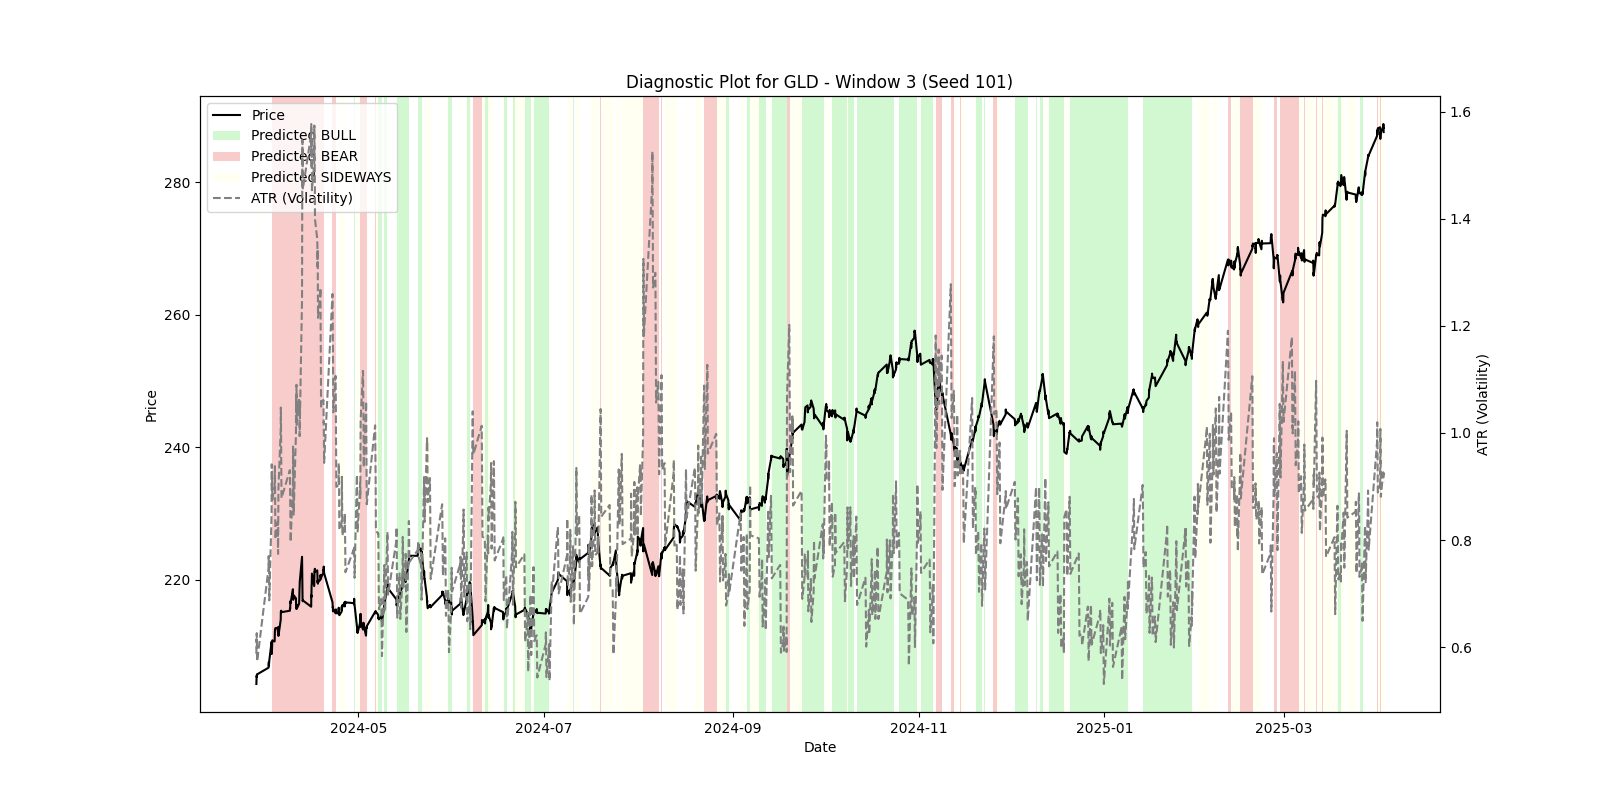 Diagnostic Plot for GLD - Window 3 (Seed 101)
Price
Predicted BULL
Predicted BEAR
Predicted SIDEWAYS
ATR (Volatility)
280
260
240
220
Price
1.6
1.4
1.2
1.0
0.8
0.6
ATR (Volatility)
2024-05
2024-07
2024-09
2024-11
2025-01
2025-03
Date